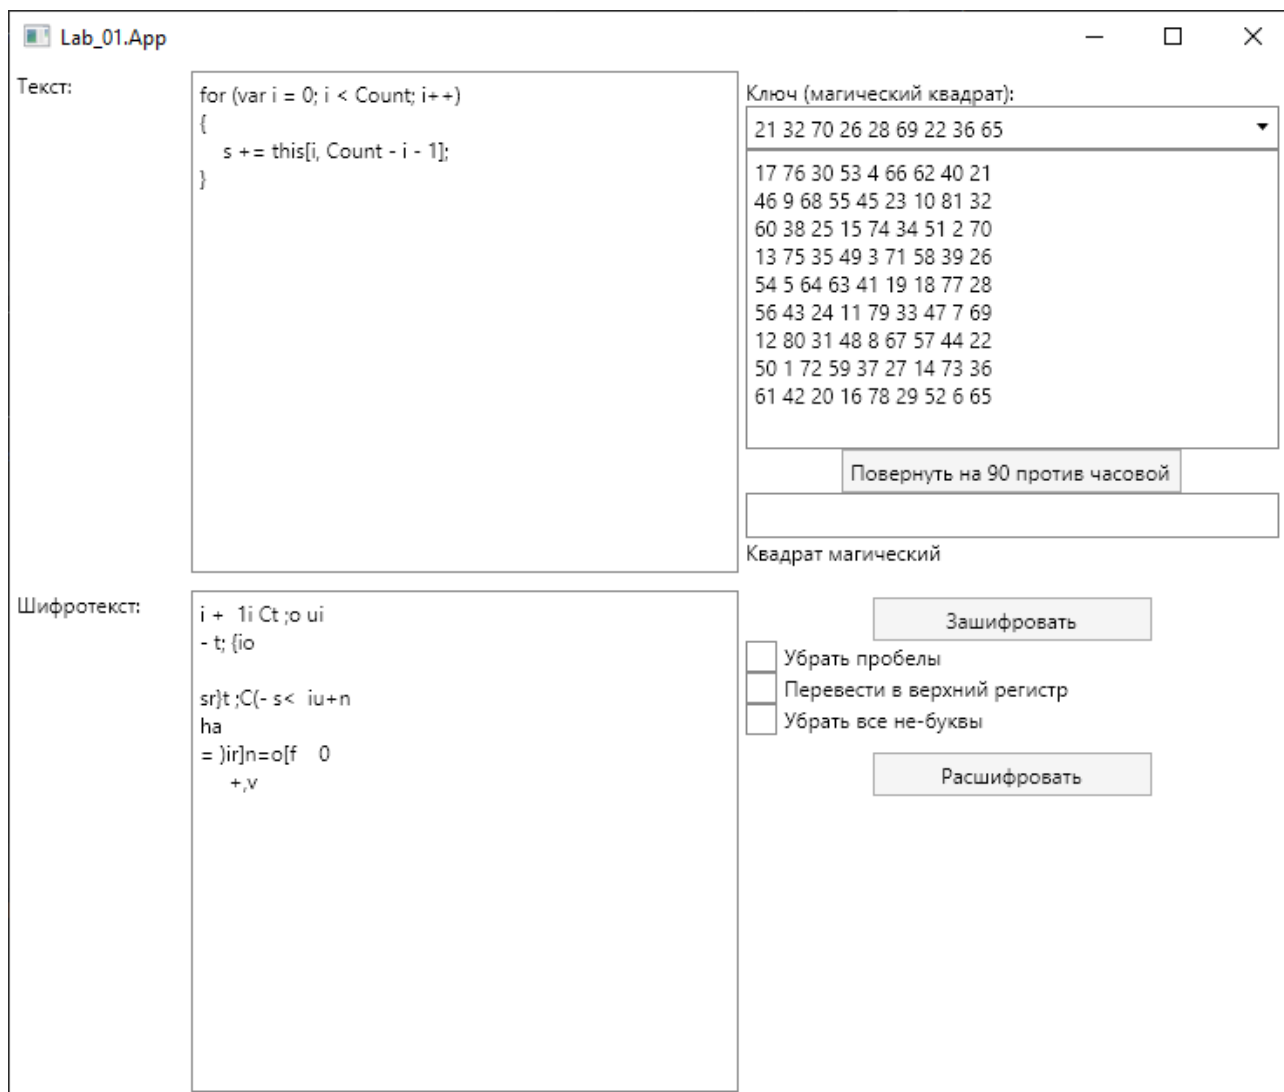 Lab_01.App
Текст:
for (var i = 0; i < Count; i++)
{
    s += this[i, Count - i - 1];
}
Ключ (магический квадрат):
21 32 70 26 28 69 22 36 65
17 76 30 53 4 66 62 40 21
46 9 68 55 45 23 10 81 32
60 38 25 15 74 34 51 2 70
13 75 35 49 3 71 58 39 26
54 5 64 63 41 19 18 77 28
56 43 24 11 79 33 47 7 69
12 80 31 48 8 67 57 44 22
50 1 72 59 37 27 14 73 36
61 42 20 16 78 29 52 6 65
Повернуть на 90 против часовой
Квадрат магический
Шифротекст:
i +  1i Ct ;o ui
- t; {io
sr}t ;C(- s<  iu+n
ha
= )ir]n=o[f    0
     +,v
Зашифровать
Убрать пробелы
Перевести в верхний регистр
Убрать все не-буквы
Расшифровать